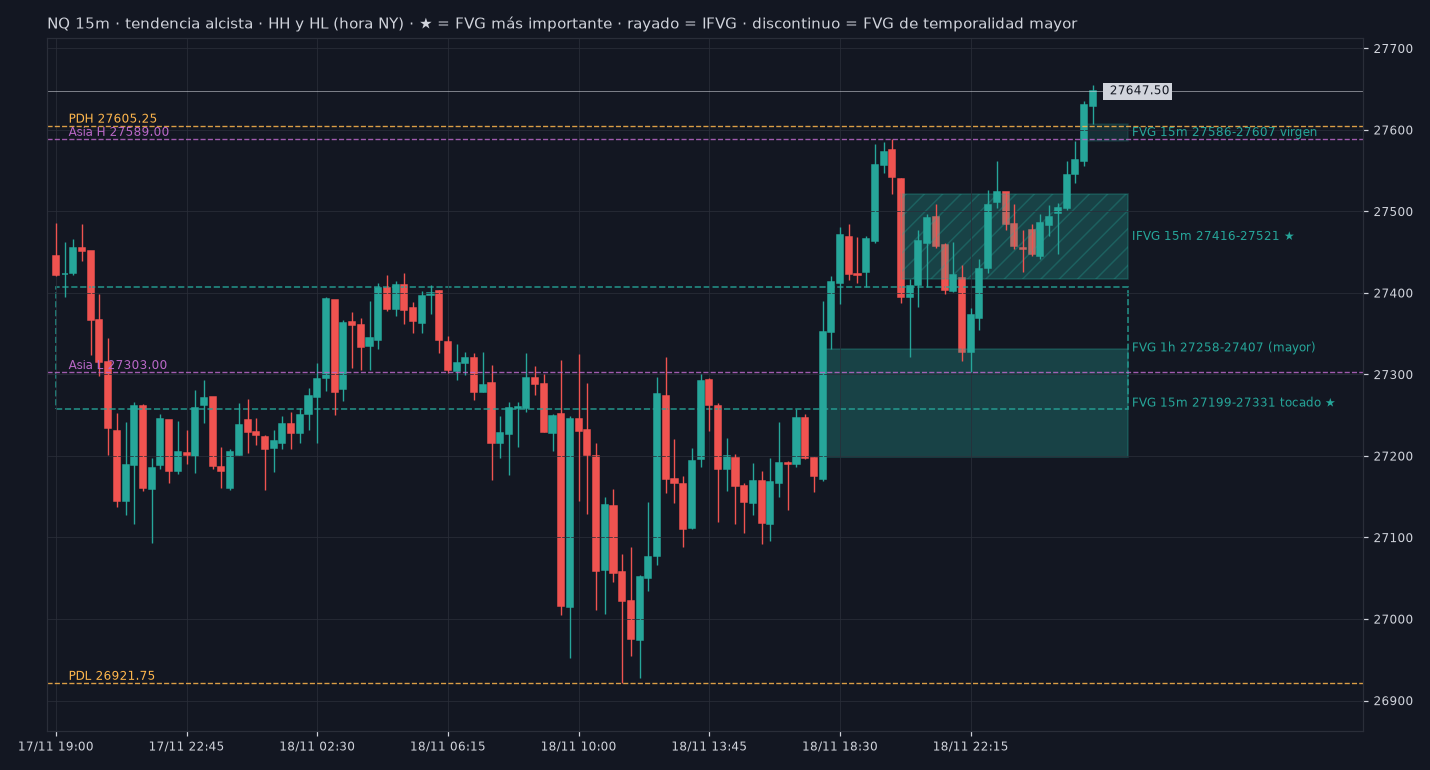 NQ 15m · tendencia alcista · HH y HL (hora NY) · ★ = FVG más importante · rayado = IFVG · discontinuo = FVG de temporalidad mayor
27700
27647.50
PDH 27605.25
Asia H 27589.00
FVG 15m 27586-27607 virgen
27600
27500
IFVG 15m 27416-27521 ★
27400
FVG 1h 27258-27407 (mayor)
Asia L 27303.00
27300
FVG 15m 27199-27331 tocado ★
27200
27100
27000
PDL 26921.75
26900
17/11 19:00
17/11 22:45
18/11 02:30
18/11 06:15
18/11 10:00
18/11 13:45
18/11 18:30
18/11 22:15